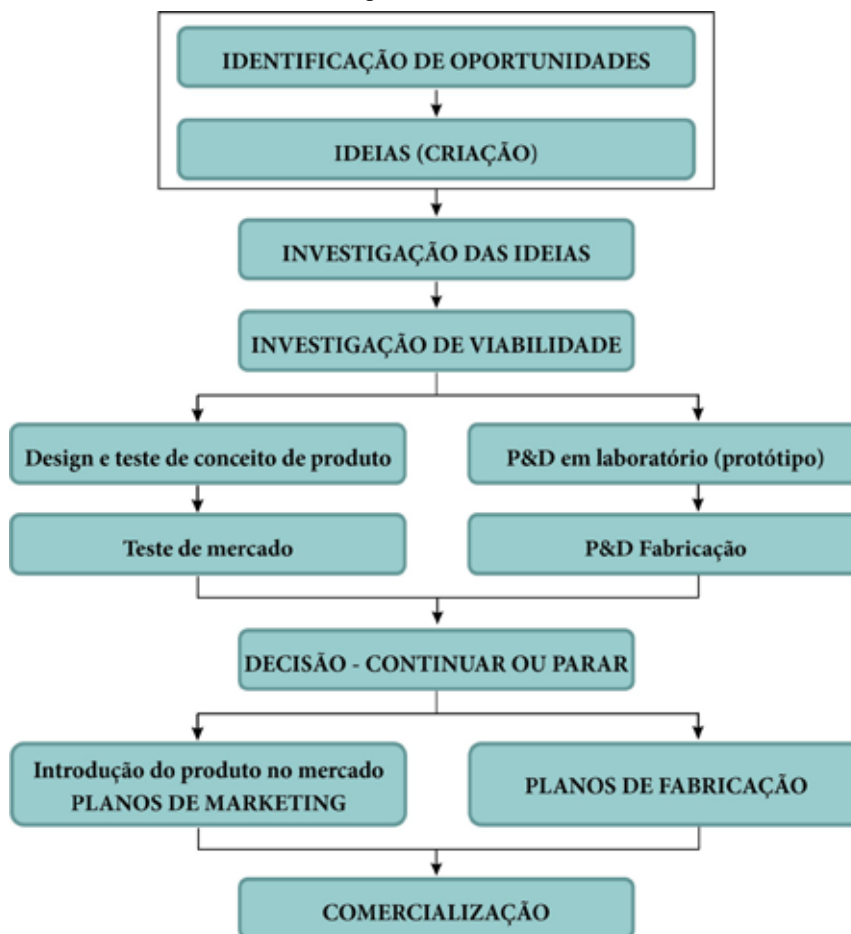 IDENTIFICAÇÃO DE OPORTUNIDADES
IDEIAS (CRIAÇÃO)
INVESTIGAÇÃO DAS IDEIAS
INVESTIGAÇÃO DE VIABILIDADE
Design e teste de conceito de produto
P&D em laboratório (protótipo)
Teste de mercado
P&D Fabricação
DECISÃO - CONTINUAR OU PARAR
Introdução do produto no mercado
PLANOS DE MARKETING
PLANOS DE FABRICAÇÃO
COMERCIALIZAÇÃO